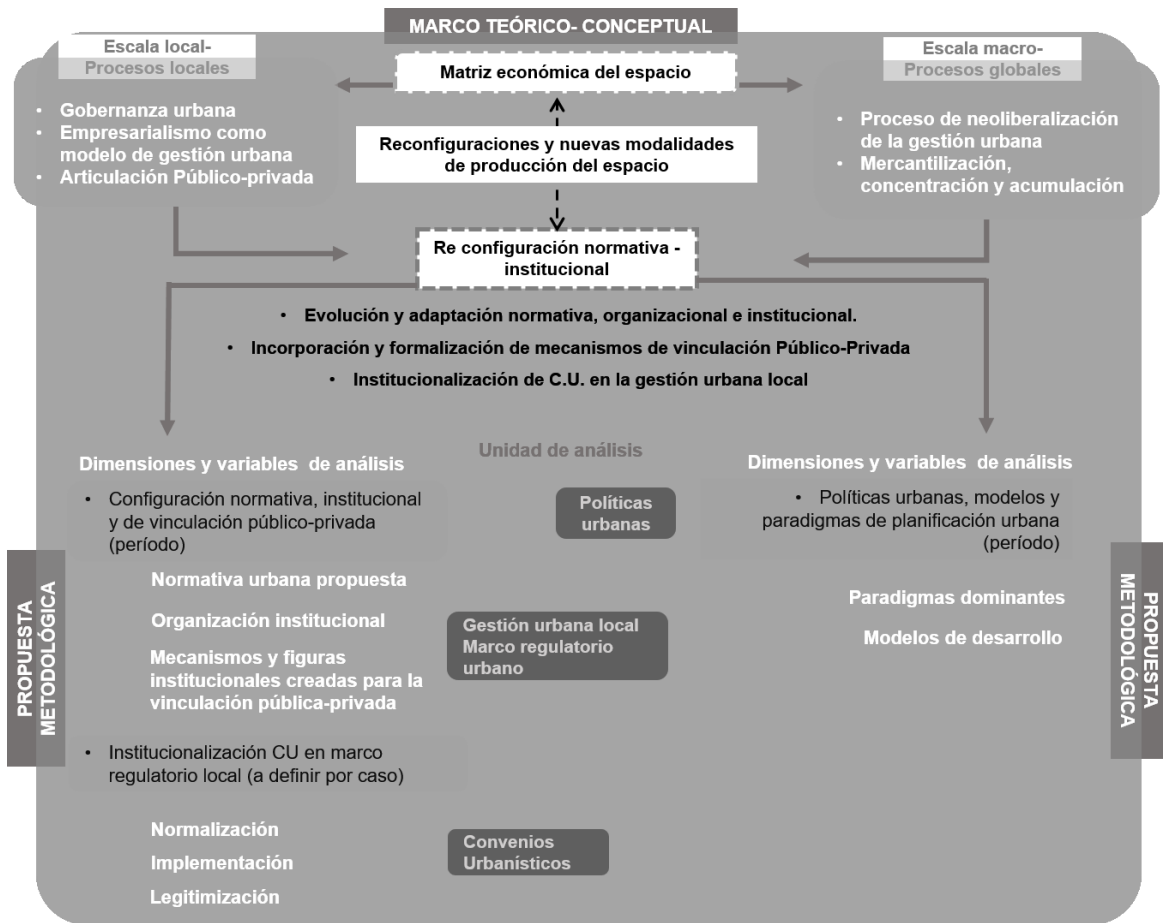 MARCO TEÓRICO- CONCEPTUAL
Escala local-
Procesos locales
• Gobernanza urbana
• Empresarialismo como
modelo de gestión urbana
• Articulación Público-privada
Matriz económica del espacio
Reconfiguraciones y nuevas modalidades
de producción del espacio
Escala macro-
Procesos globales
• Proceso de neoliberalización
de la gestión urbana
• Mercantilización,
concentración y acumulación
Re configuración normativa -
institucional
• Evolución y adaptación normativa, organizacional e institucional.
• Incorporación y formalización de mecanismos de vinculación Público-Privada
• Institucionalización de C.U. en la gestión urbana local
PROPUESTA
METODOLÓGICA
Dimensiones y variables de análisis
• Configuración normativa, institucional
y de vinculación público-privada
(período)
Normativa urbana propuesta
Organización institucional
Mecanismos y figuras
institucionales creadas para la
vinculación pública-privada
• Institucionalización CU en marco
regulatorio local (a definir por caso)
Normalización
Implementación
Legitimización
Unidad de análisis
Políticas
urbanas
Gestión urbana local
Marco regulatorio
urbano
Convenios
Urbanísticos
Dimensiones y variables de análisis
• Políticas urbanas, modelos y
paradigmas de planificación urbana
(período)
Paradigmas dominantes
Modelos de desarrollo
PROPUESTA
METODOLÓGICA